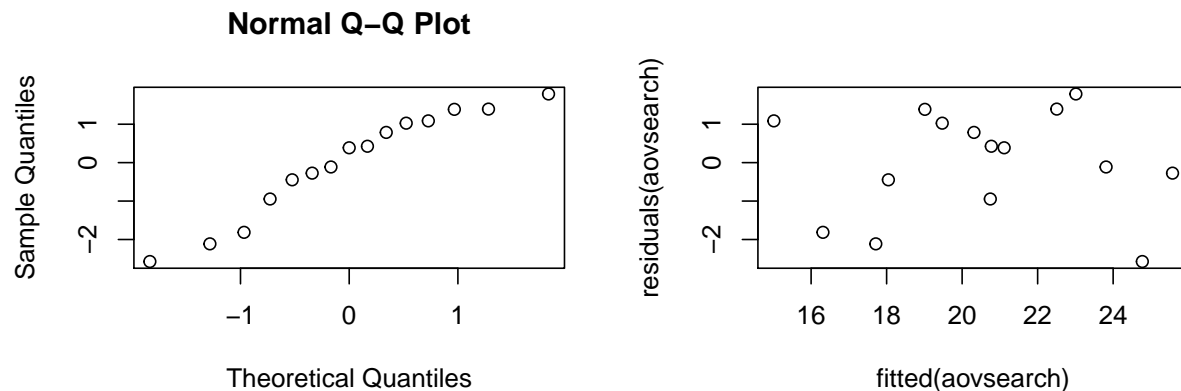 Normal Q−Q Plot
Sample Quantiles
1
0
−2
−1
0
1
Theoretical Quantiles
residuals(aovsearch)
1
0
−2
16
18
20
22
24
fitted(aovsearch)